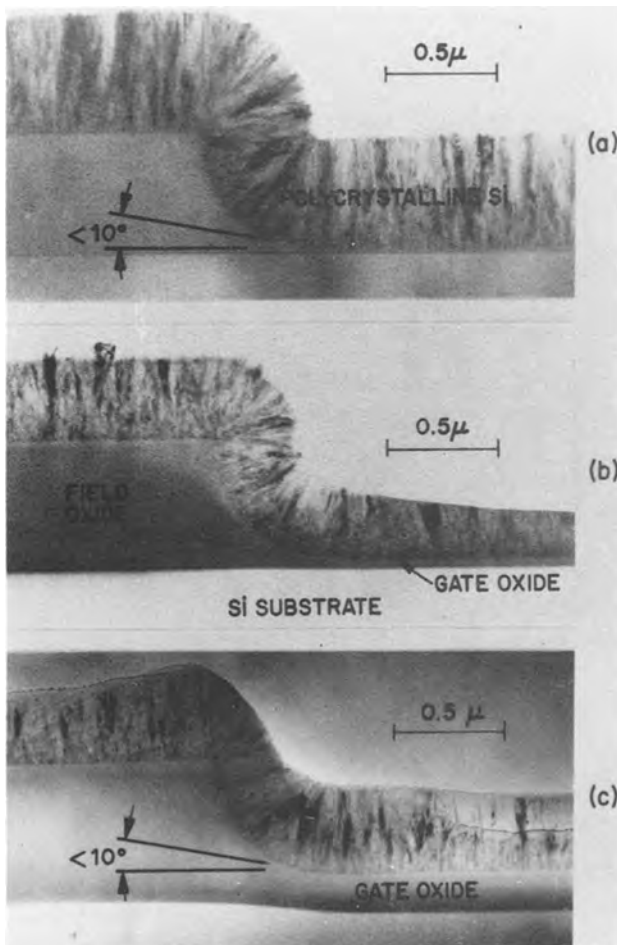 0.5μ
(a)
POLYCRYSTALLINE Si
<10°
0.5μ
(b)
FIELD
OXIDE
GATE OXIDE
Si SUBSTRATE
0.5 μ
(c)
<10°
GATE OXIDE